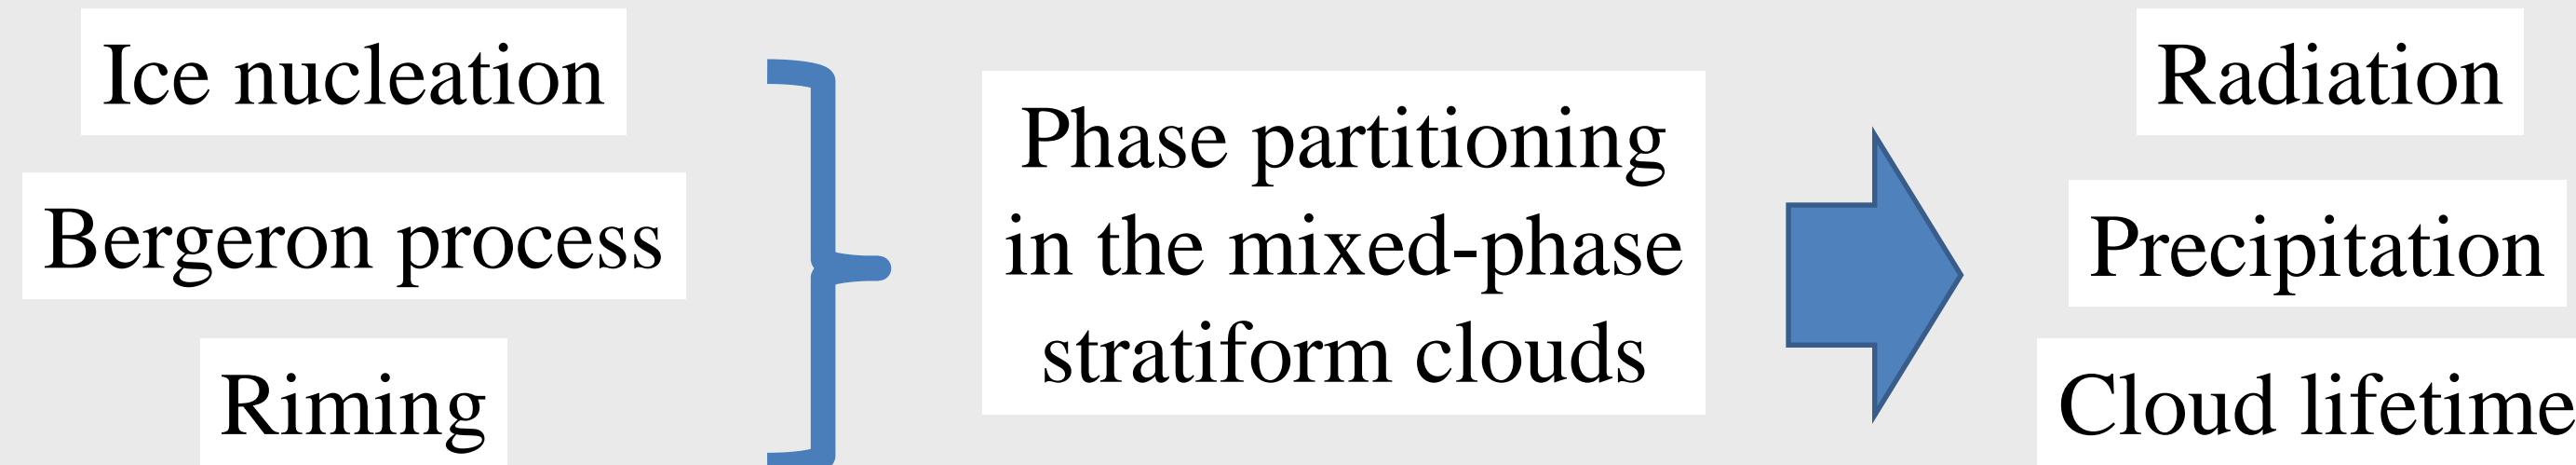 Ice nucleation
Bergeron process
Riming
Phase partitioning
in the mixed-phase
stratiform clouds
Radiation
Precipitation
Cloud lifetime